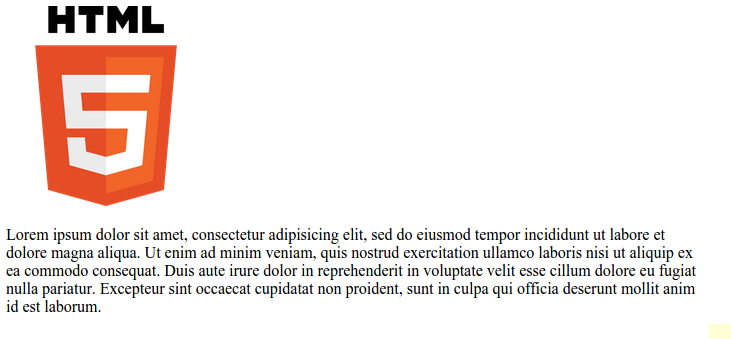 HTML
5
Lorem ipsum dolor sit amet, consectetur adipisicing elit, sed do eiusmod tempor incididunt ut labore et
dolore magna aliqua. Ut enim ad minim veniam, quis nostrud exercitation ullamco laboris nisi ut aliquip ex
ea commodo consequat. Duis aute irure dolor in reprehenderit in voluptate velit esse cillum dolore eu fugiat
nulla pariatur. Excepteur sint occaecat cupidatat non proident, sunt in culpa qui officia deserunt mollit anim
id est laborum.